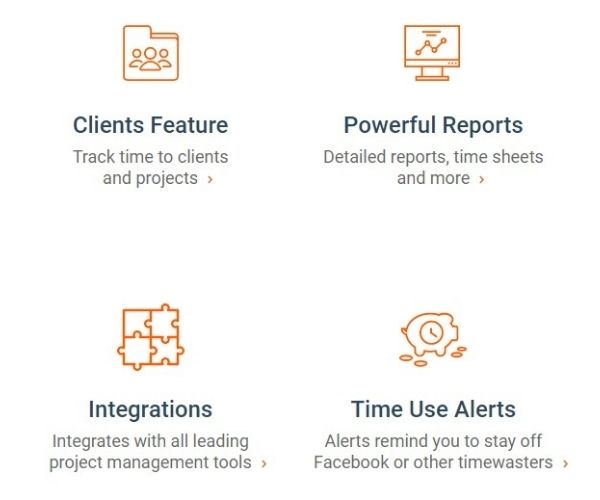 Clients Feature
Track time to clients
and projects ›
Powerful Reports
Detailed reports, time sheets
and more ›
Integrations
Integrates with all leading
project management tools ›
Time Use Alerts
Alerts remind you to stay off
Facebook or other timewasters ›